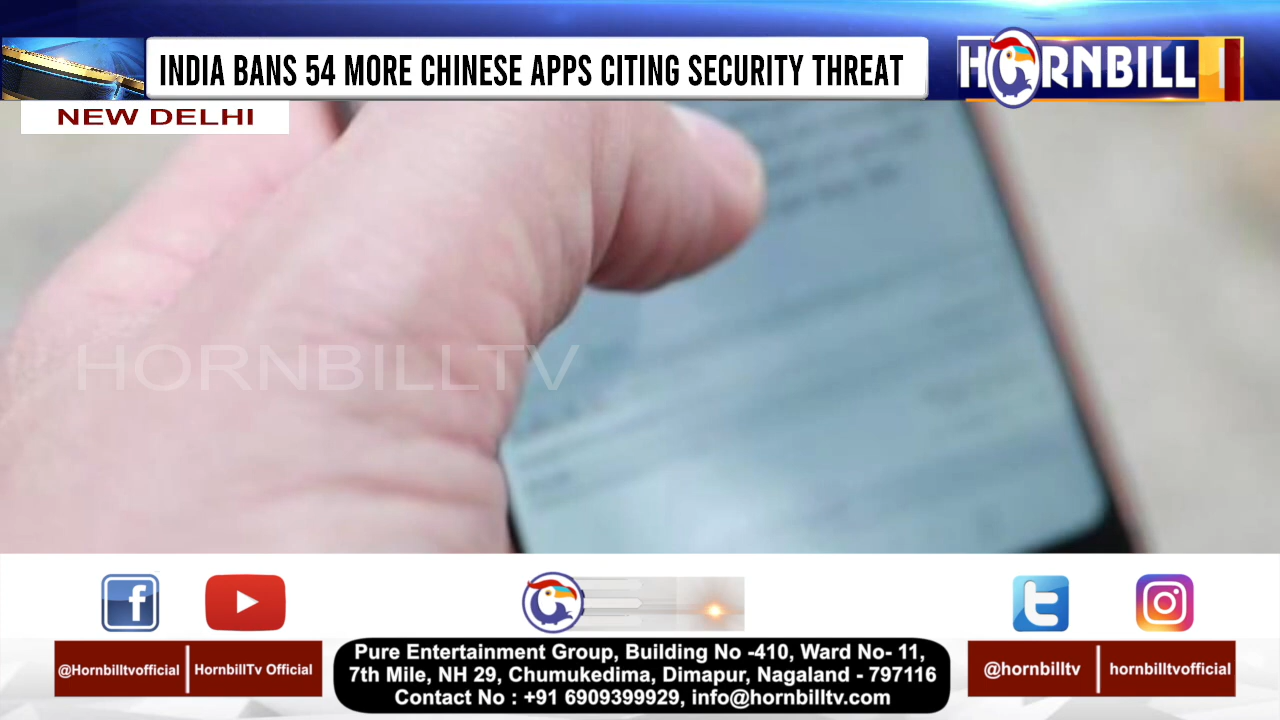 INDIA BANS 54 MORE CHINESE APPS CITING SECURITY THREAT
HORNBILL
NEW DELHI
HORNBILLTV
@Hornbilltvofficial
HornbillTv Official
Pure Entertainment Group, Building No -410, Ward No- 11,
7th Mile, NH 29, Chumukedima, Dimapur, Nagaland - 797116
Contact No : +91 6909399929, info@hornbilltv.com
@hornbilltv
hornbilltvofficial